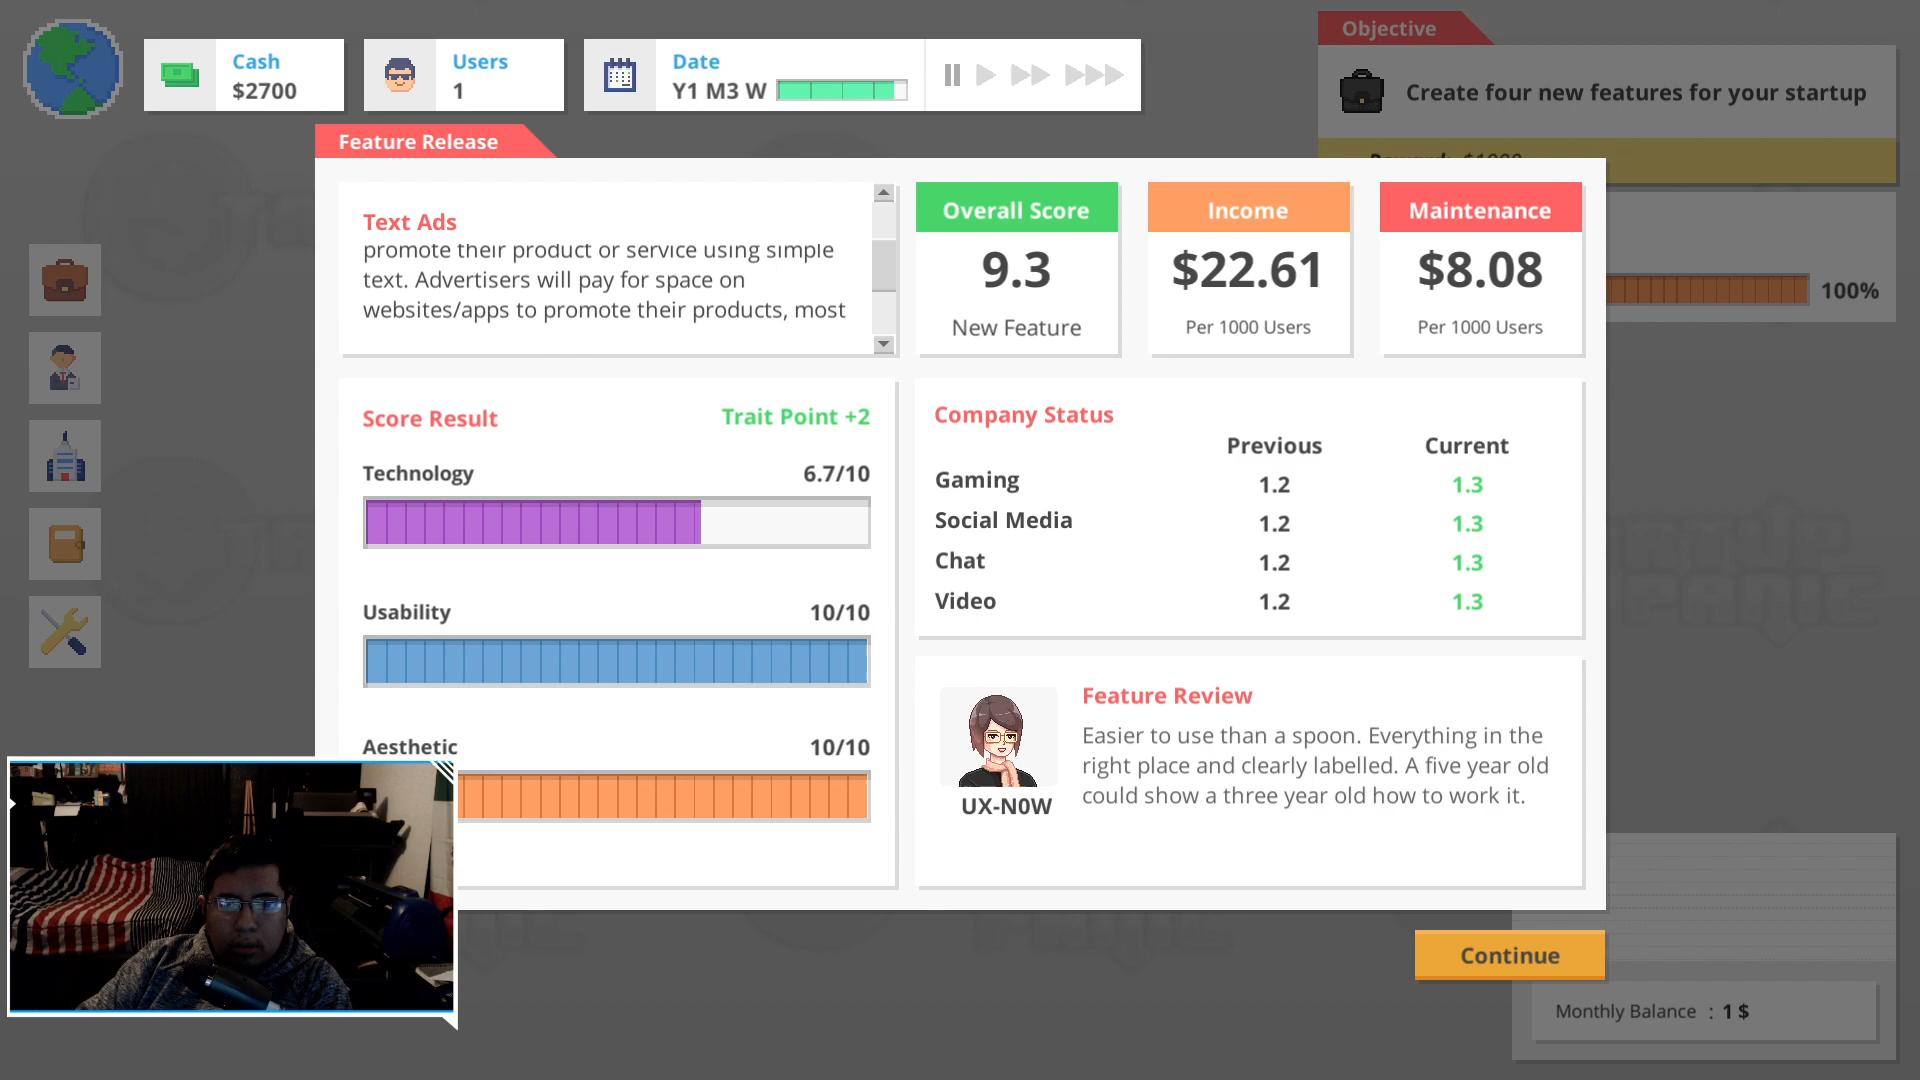 Cash
$2700
Users
1
Date
Y1 M3 W
Objective
Create four new features for your startup
Feature Release
Text Ads
promote their product or service using simple
text. Advertisers will pay for space on
websites/apps to promote their products, most
Overall Score
9.3
New Feature
Income
$22.61
Per 1000 Users
Maintenance
$8.08
Per 1000 Users
100%
Score Result
Trait Point +2
Technology
6.7/10
Usability
10/10
Aesthetic
10/10
Company Status
Previous Current
Gaming 1.2 1.3
Social Media 1.2 1.3
Chat 1.2 1.3
Video 1.2 1.3
Feature Review
Easier to use than a spoon. Everything in the
right place and clearly labelled. A five year old
could show a three year old how to work it.
UX-N0W
Continue
Monthly Balance : 1 $